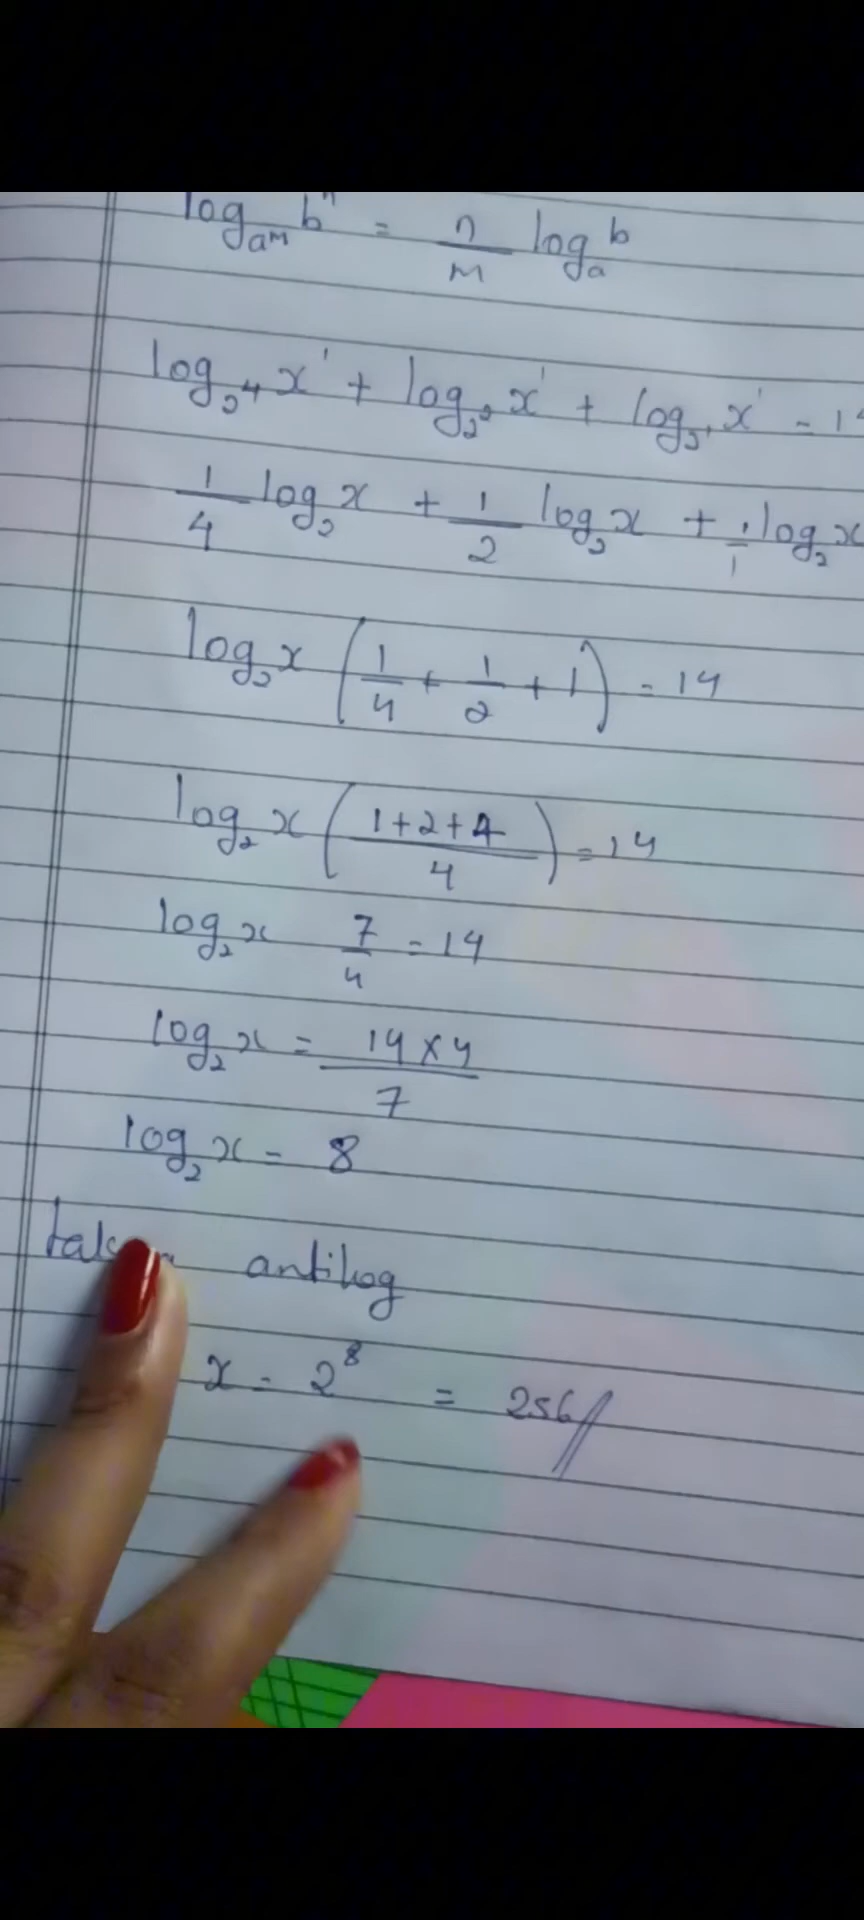 log_{a^m} b^n = n/m log_a b
log_{2^4} x^1 + log_{2^2} x^1 + log_{2^1} x^1 = 14
1/4 log_2 x + 1/2 log_2 x + 1/1 log_2 x
log_2 x (1/4 + 1/2 + 1) = 14
log_2 x ((1+2+4)/4) = 14
log_2 x 7/4 = 14
log_2 x = (14 × 4)/7
log_2 x = 8
antilog
x = 2^8 = 256//